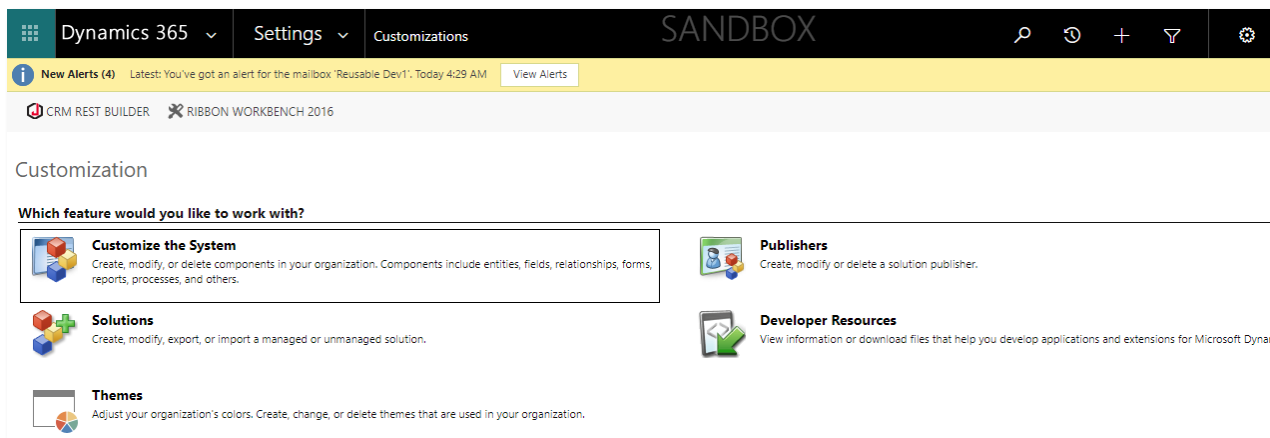 Dynamics 365 Settings Customizations SANDBOX
New Alerts (4) Latest: You've got an alert for the mailbox 'Reusable Dev1'. Today 4:29 AM View Alerts
CRM REST BUILDER RIBBON WORKBENCH 2016
Customization
Which feature would you like to work with?
Customize the System
Create, modify, or delete components in your organization. Components include entities, fields, relationships, forms,
reports, processes, and others.
Publishers
Create, modify or delete a solution publisher.
Solutions
Create, modify, export, or import a managed or unmanaged solution.
Developer Resources
View information or download files that help you develop applications and extensions for Microsoft Dyna
Themes
Adjust your organization's colors. Create, change, or delete themes that are used in your organization.